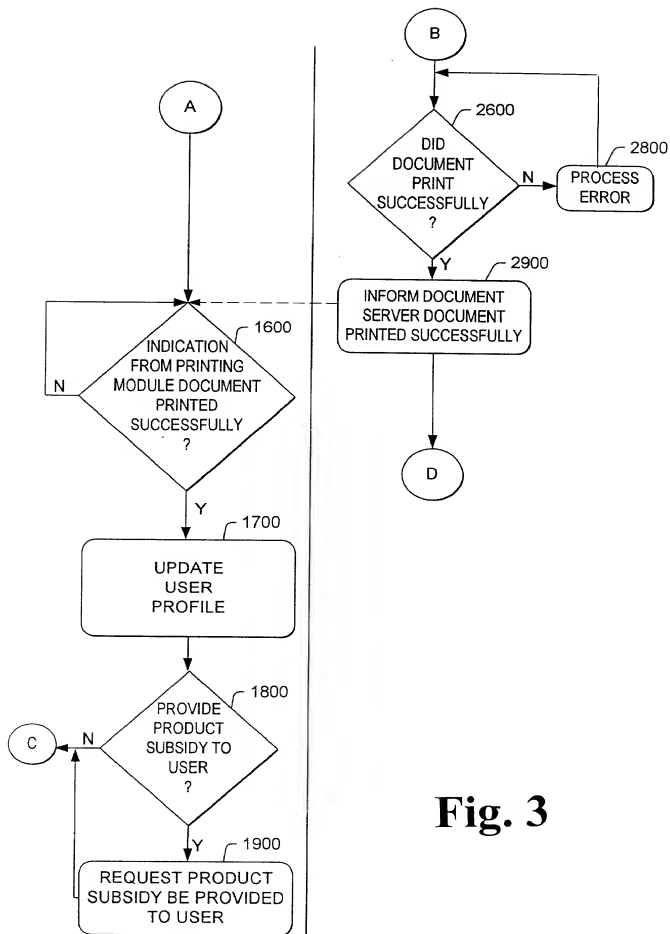 A
INDICATION
FROM PRINTING
MODULE DOCUMENT
PRINTED
SUCCESSFULLY
?
1600
N
Y
1700
UPDATE
USER
PROFILE
1800
PROVIDE
PRODUCT
SUBSIDY TO
USER
?
N
C
Y
1900
REQUEST PRODUCT
SUBSIDY BE PROVIDED
TO USER
B
2600
DID
DOCUMENT
PRINT
SUCCESSFULLY
?
N
2800
PROCESS
ERROR
Y
2900
INFORM DOCUMENT
SERVER DOCUMENT
PRINTED SUCCESSFULLY
D
Fig. 3